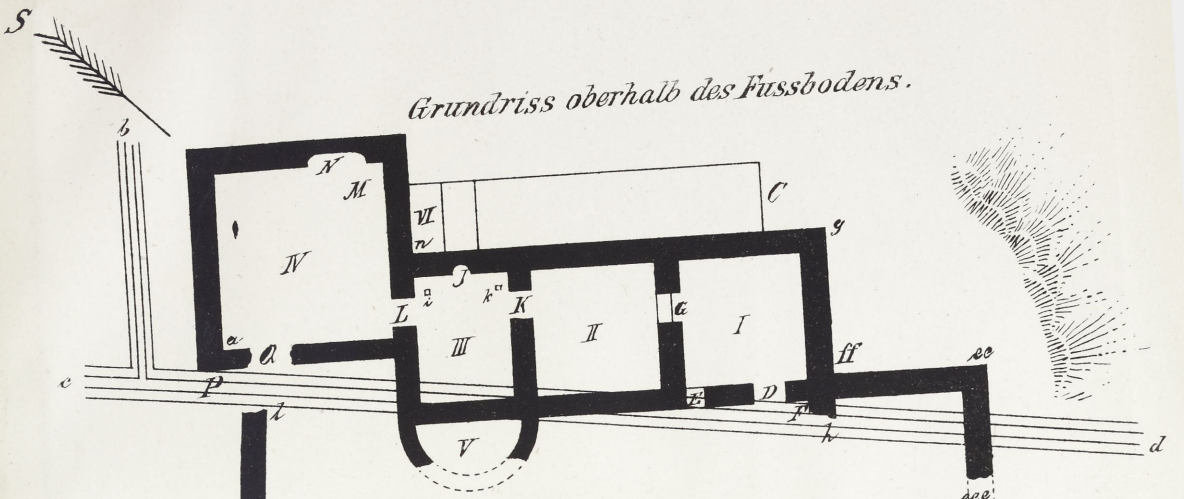 S
Grundriss oberhalb des Fussbodens.
b
N
M
C
VI
n
g
IV
J
i
k
L
K
G
III
II
I
a
Q
ff
ee
c
P
E
D
F
l
h
d
V
eee